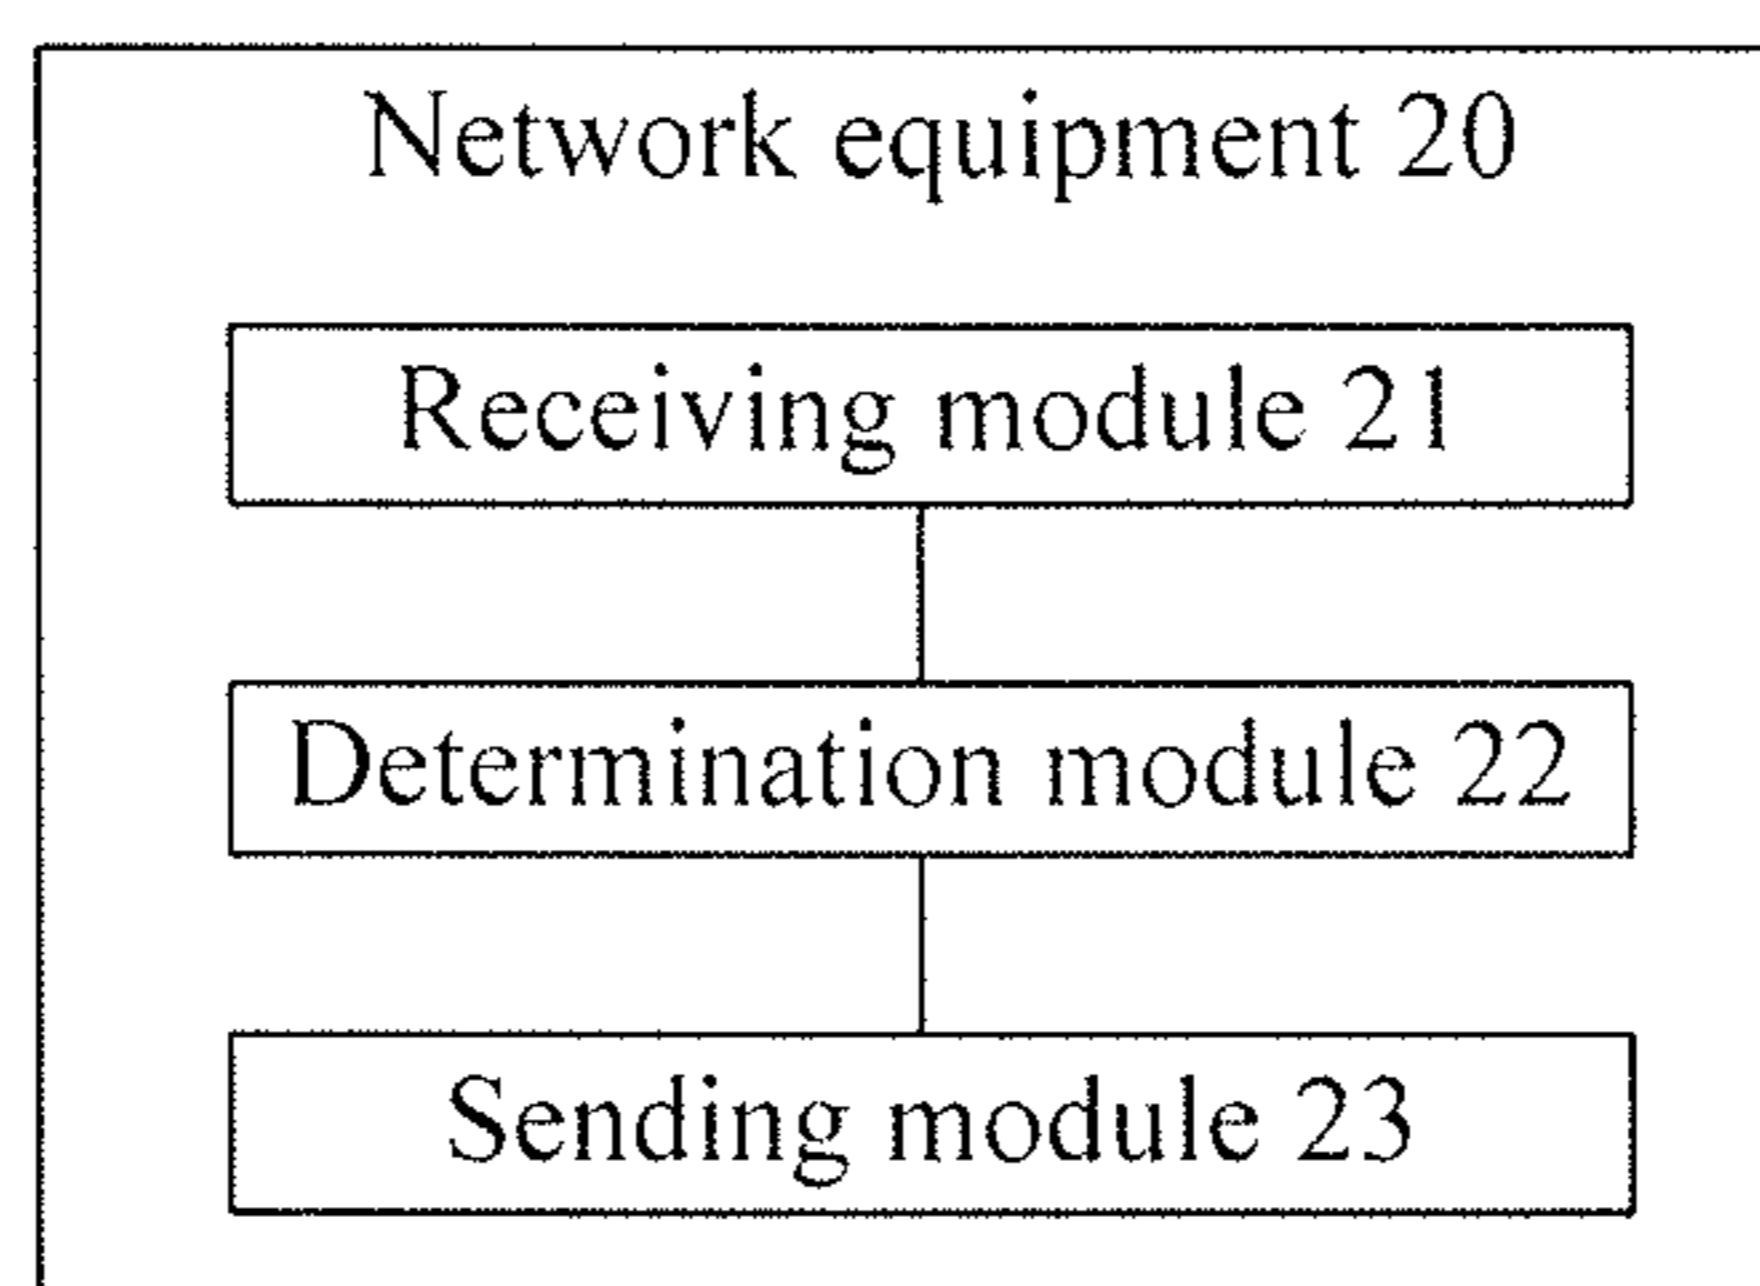 Network equipment 20
Receiving module 21
Determination module 22
Sending module 23